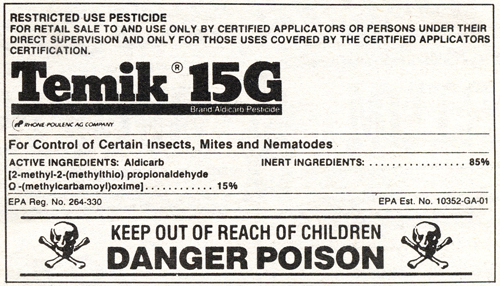 RESTRICTED USE PESTICIDE
FOR RETAIL SALE TO AND USE ONLY BY CERTIFIED APPLICATORS OR PERSONS UNDER THEIR
DIRECT SUPERVISION AND ONLY FOR THOSE USES COVERED BY THE CERTIFIED APPLICATORS
CERTIFICATION.
Temik® 15G
Brand Aldicarb Pesticide
RHONE-POULENC AG COMPANY
For Control of Certain Insects, Mites and Nematodes
ACTIVE INGREDIENTS: Aldicarb INERT INGREDIENTS: ................. 85%
[2-methyl-2-(methylthio) propionaldehyde
O -(methylcarbamoyl)oxime]............ 15%
EPA Reg. No. 264-330 EPA Est. No. 10352-GA-01
KEEP OUT OF REACH OF CHILDREN
DANGER POISON